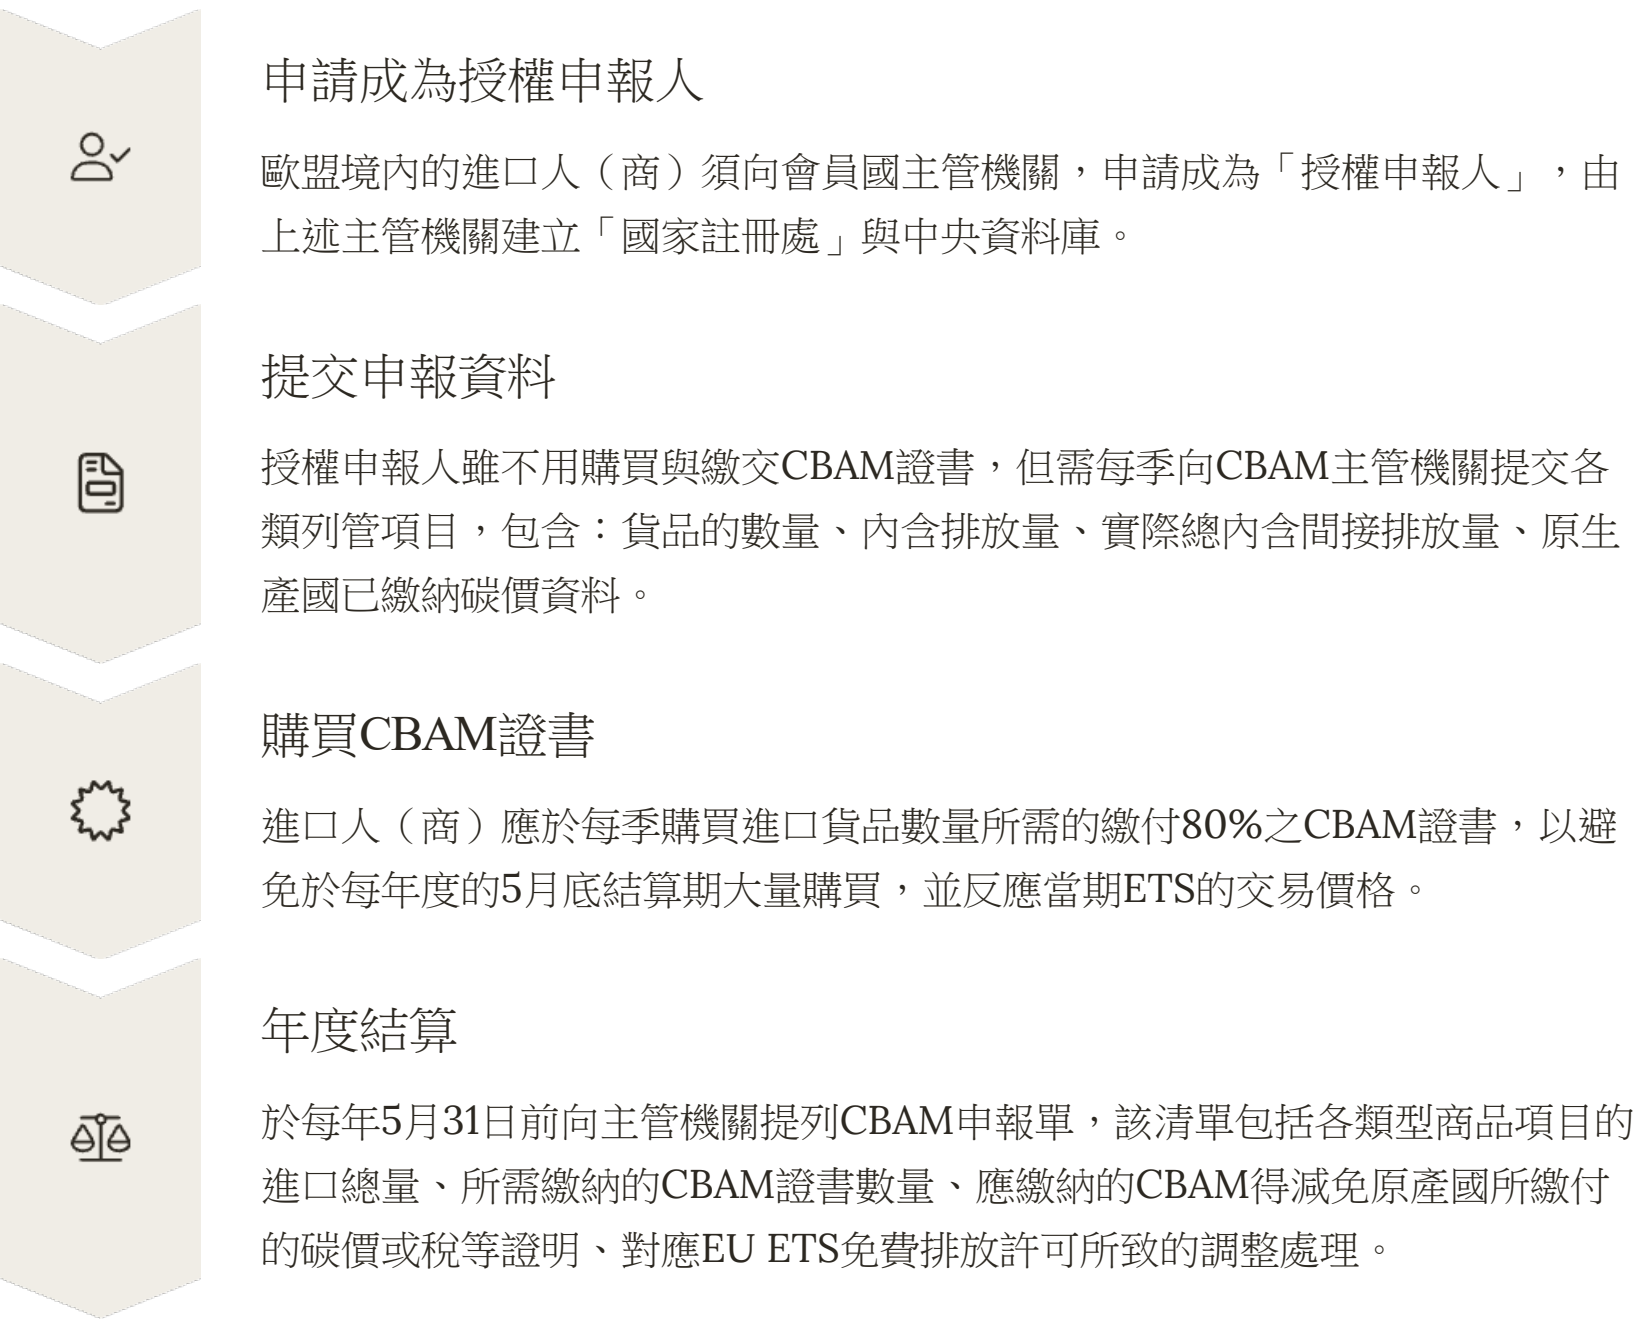 申請成為授權申報人
歐盟境內的進口人（商）須向會員國主管機關，申請成為「授權申報人」，由
上述主管機關建立「國家註冊處」與中央資料庫。
提交申報資料
授權申報人雖不用購買與繳交CBAM證書，但需每季向CBAM主管機關提交各
類列管項目，包含：貨品的數量、內含排放量、實際總內含間接排放量、原生
產國已繳納碳價資料。
購買CBAM證書
進口人（商）應於每季購買進口貨品數量所需的繳付80%之CBAM證書，以避
免於每年度的5月底結算期大量購買，並反應當期ETS的交易價格。
年度結算
於每年5月31日前向主管機關提列CBAM申報單，該清單包括各類型商品項目的
進口總量、所需繳納的CBAM證書數量、應繳納的CBAM得減免原產國所繳付
的碳價或稅等證明、對應EU ETS免費排放許可所致的調整處理。